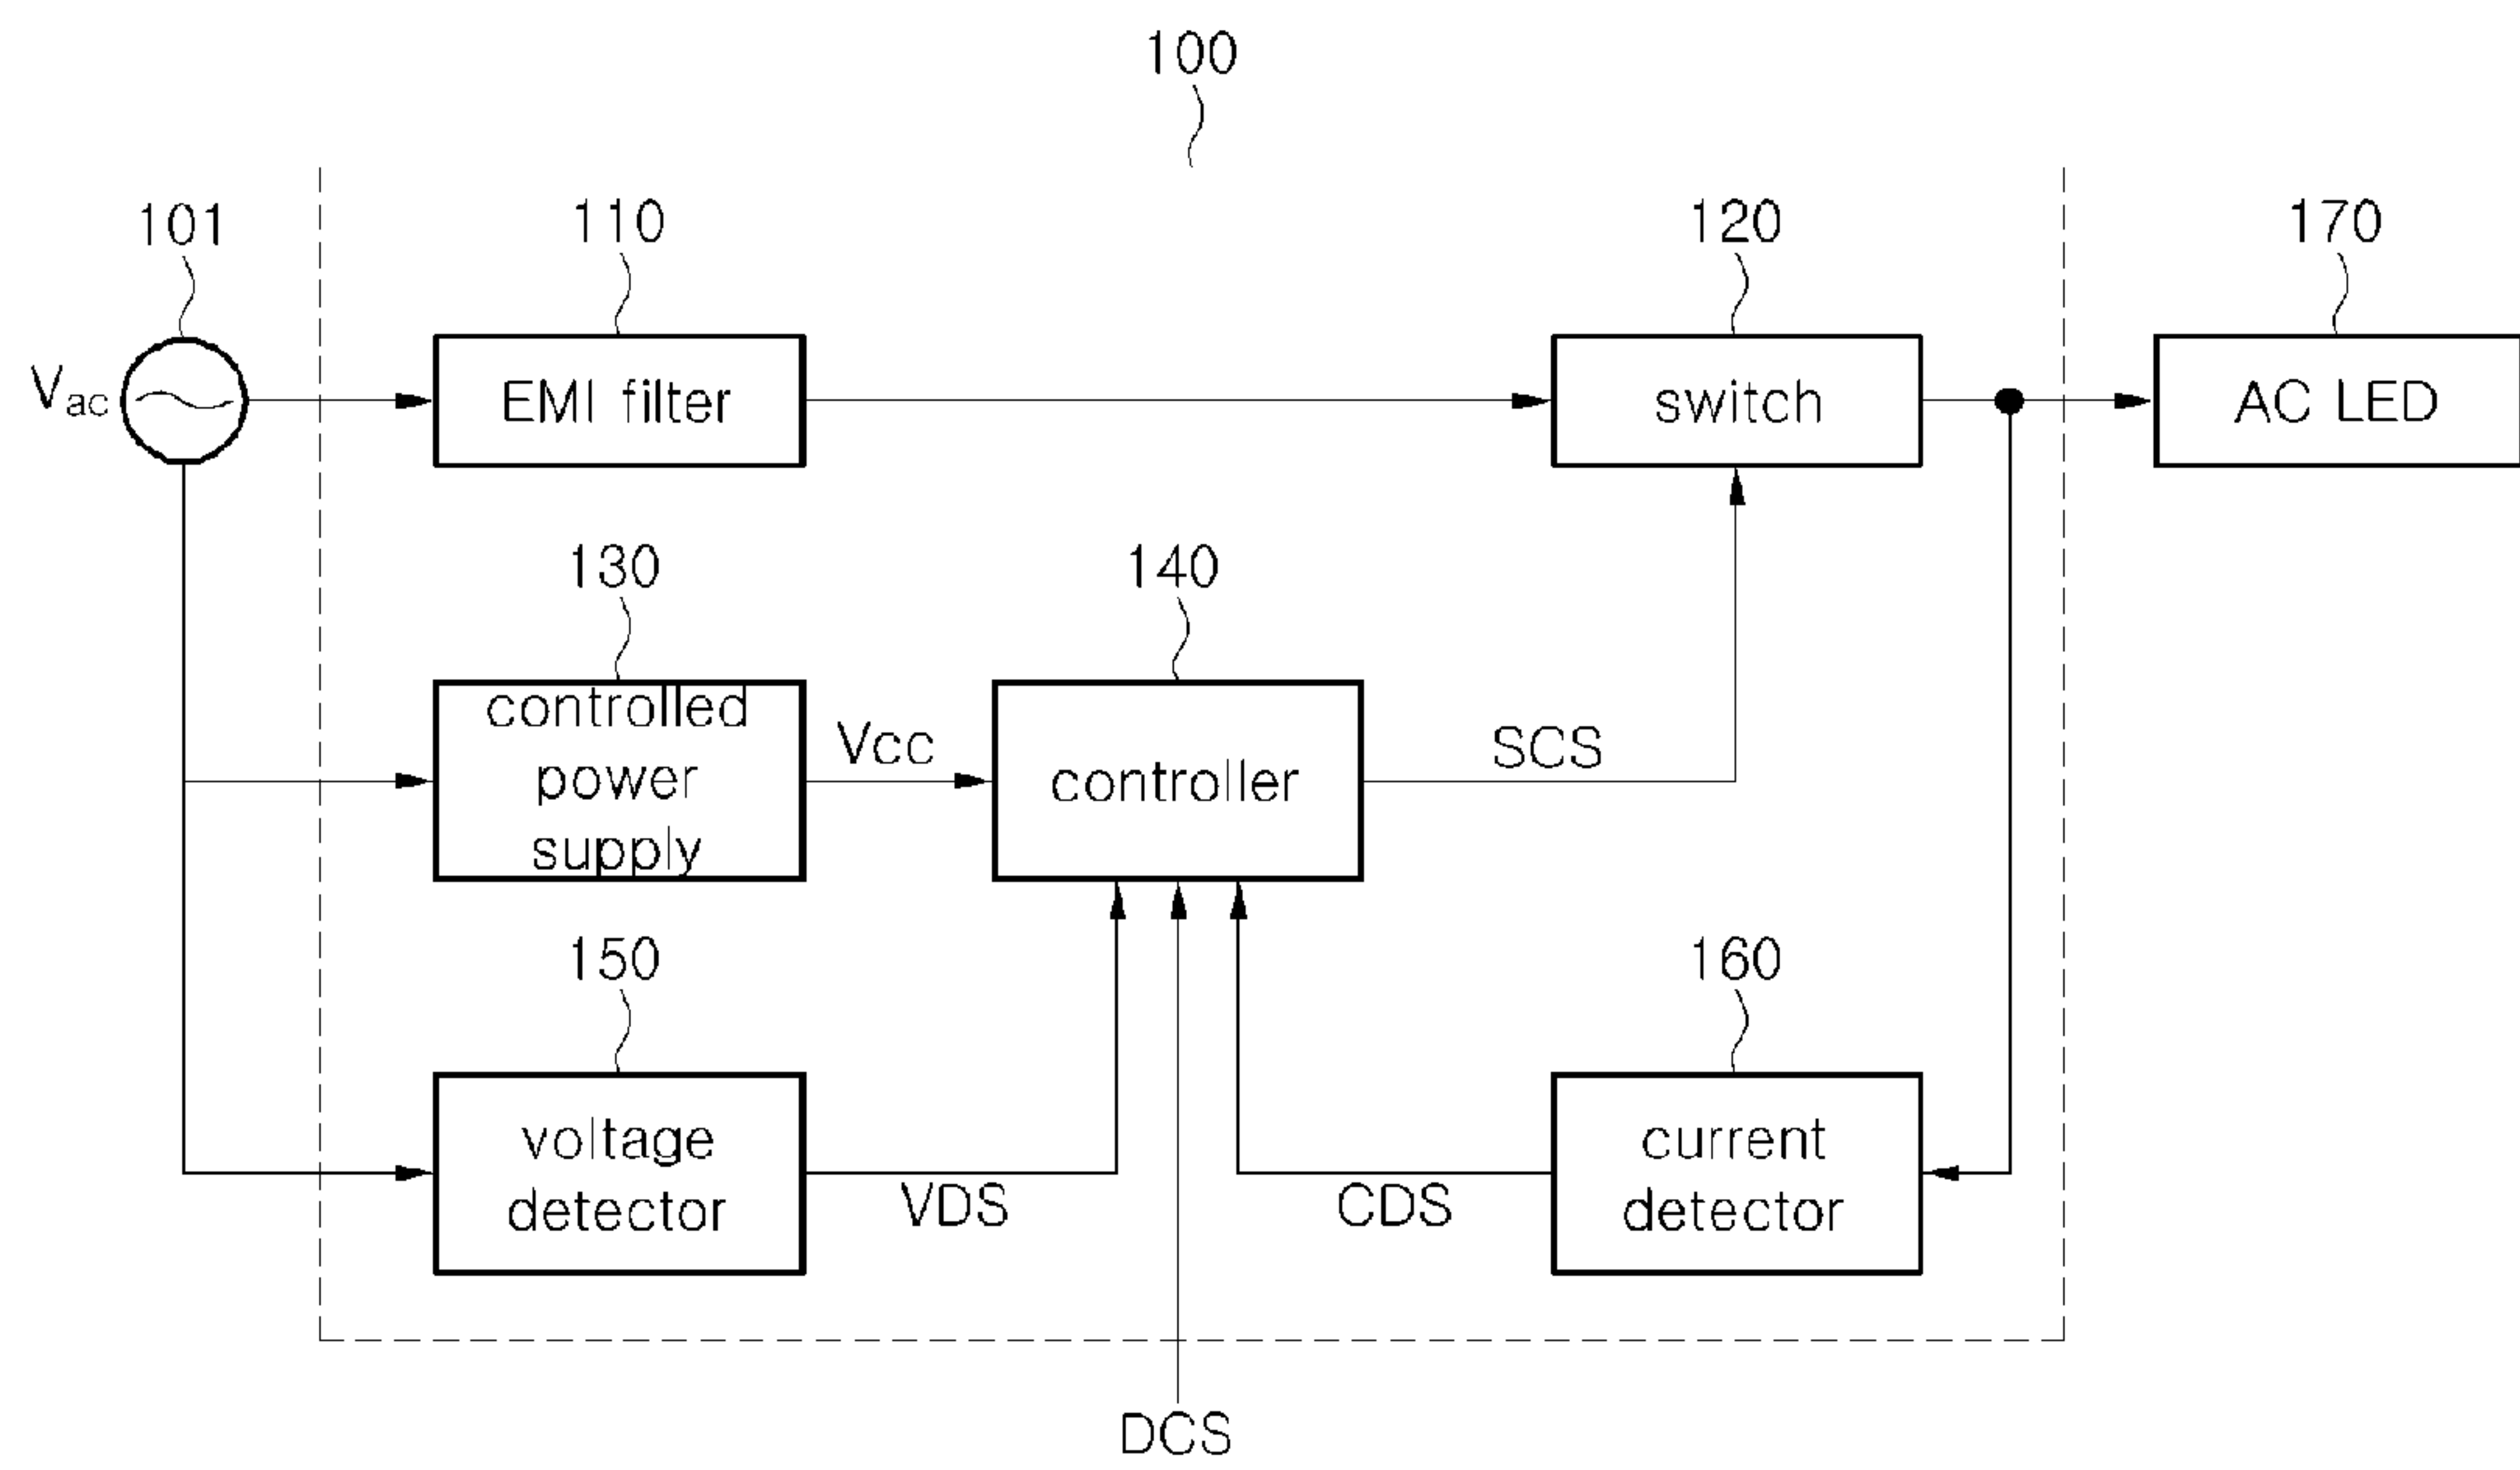 100
101
110
120
170
Vac
EMI filter
switch
AC LED
130
140
controlled
power
supply
Vcc
controller
SCS
150
160
voltage
detector
VDS
CDS
current
detector
DCS